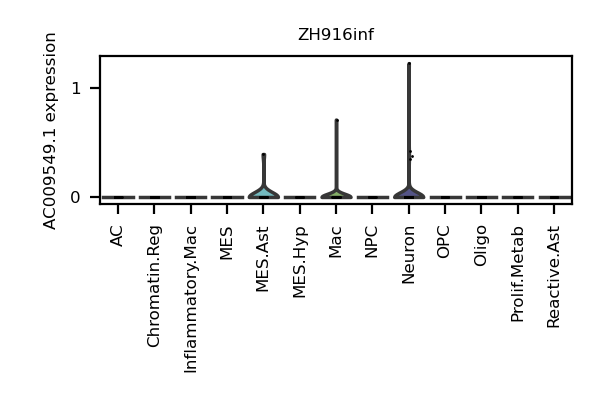 ZH916inf
AC009549.1 expression
1
0
AC
Chromatin.Reg
Inflammatory.Mac
MES
MES.Ast
MES.Hyp
Mac
NPC
Neuron
OPC
Oligo
Prolif.Metab
Reactive.Ast